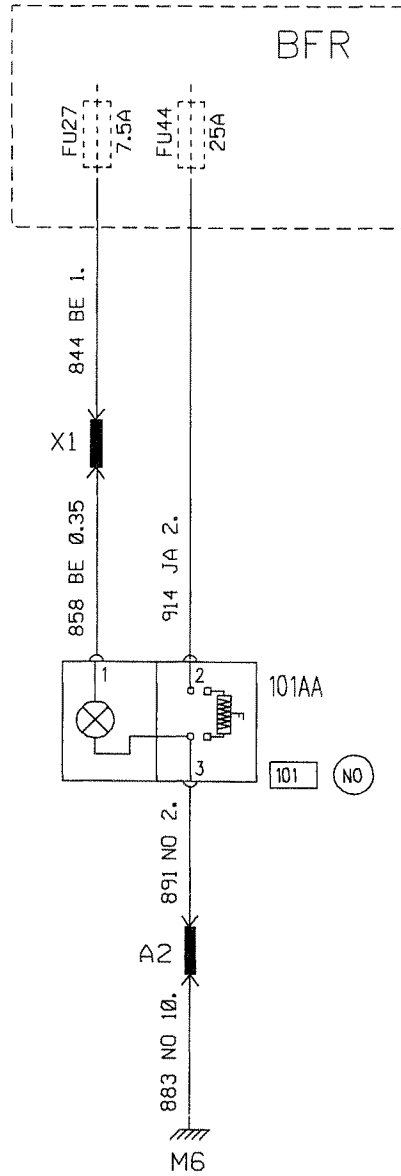 BFR
FU27
7.5A
FU44
25A
844 BE 1.
X1
858 BE 0.35
914 JA 2.
1
2
101AA
3
101
NO
891 NO 2.
A2
883 NO 10.
M6